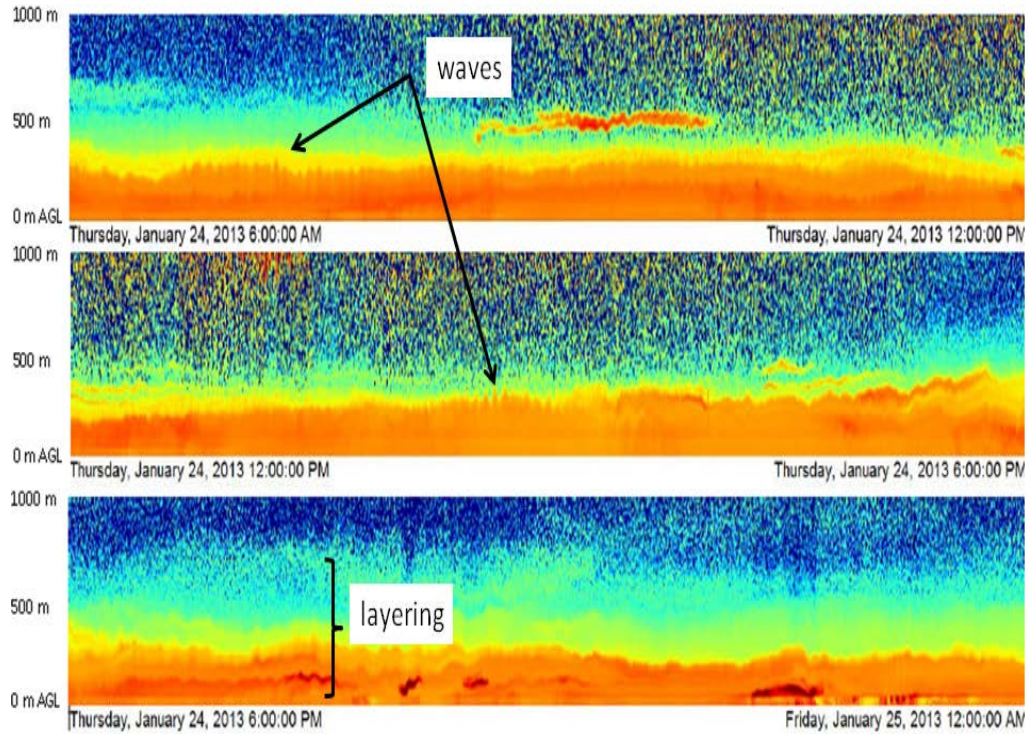 1000 m
waves
500 m
0 m AGL
Thursday, January 24, 2013 6:00:00 AM Thursday, January 24, 2013 12:00:00 PM
1000 m
500 m
0 m AGL
Thursday, January 24, 2013 12:00:00 PM Thursday, January 24, 2013 6:00:00 PM
1000 m
500 m
layering
0 m AGL
Thursday, January 24, 2013 6:00:00 PM Friday, January 25, 2013 12:00:00 AM